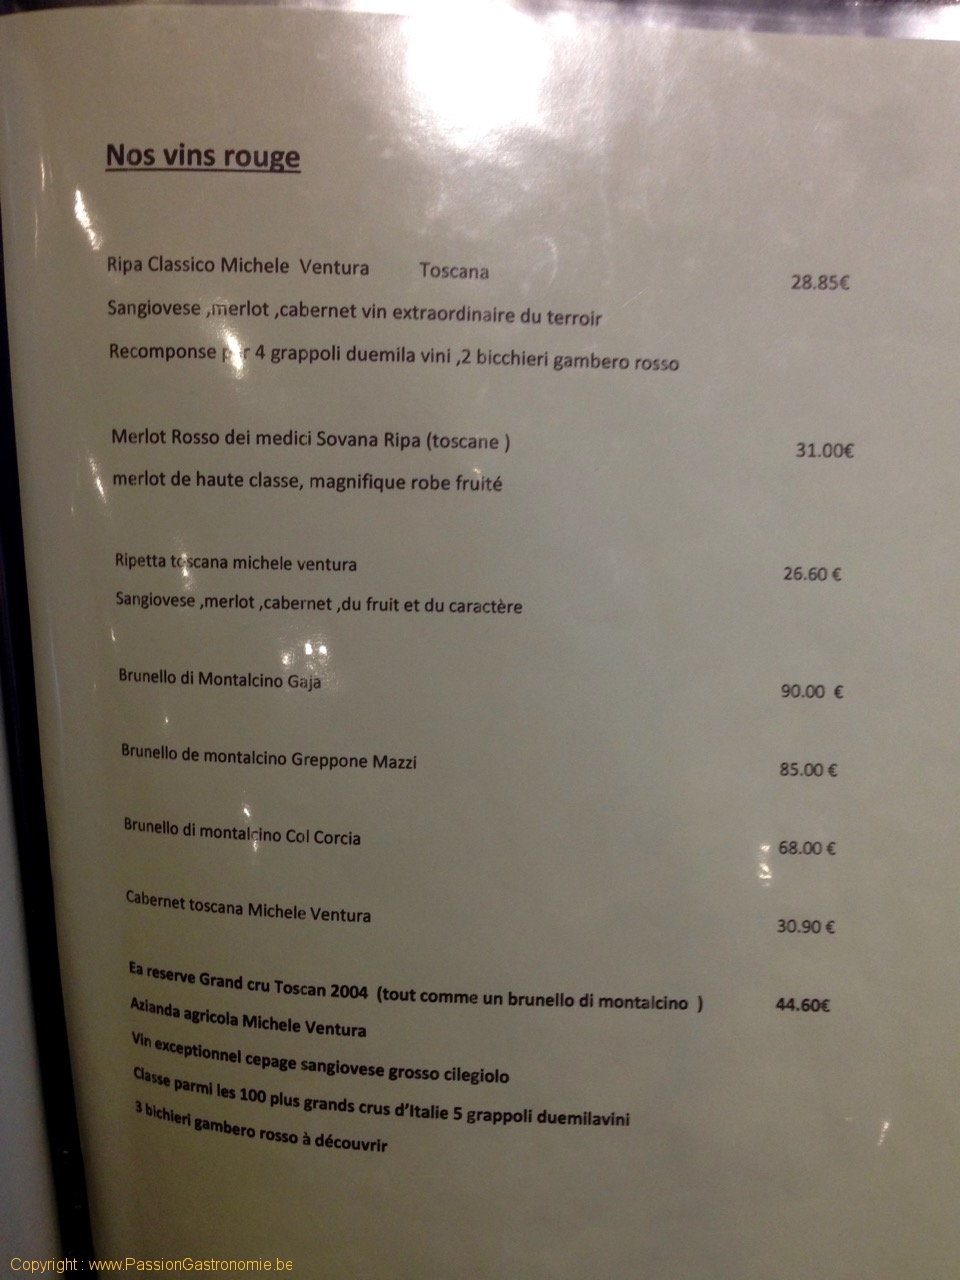 Nos vins rouge
Ripa Classico Michele Ventura Toscana 28.85€
Sangiovese ,merlot ,cabernet vin extraordinaire du terroir
Recomponse 4 grappoli duemila vini ,2 bicchieri gambero rosso
Merlot Rosso dei medici Sovana Ripa (toscane ) 31.00€
merlot de haute classe, magnifique robe fruité
Ripetta toscana michele ventura 26.60 €
Sangiovese ,merlot ,cabernet ,du fruit et du caractère
Brunello di Montalcino Gaja 90.00 €
Brunello de montalcino Greppone Mazzi 85.00 €
Brunello di montalcino Col Corcia 68.00 €
Cabernet toscana Michele Ventura 30.90 €
Ea reserve Grand cru Toscan 2004 (tout comme un brunello di montalcino ) 44.60€
Azianda agricola Michele Ventura
Vin exceptionnel cepage sangiovese grosso cilegiolo
Classe parmi les 100 plus grands crus d'Italie 5 grappoli duemilavini
3 bichieri gambero rosso à découvrir
Copyright : www.PassionGastronomie.be